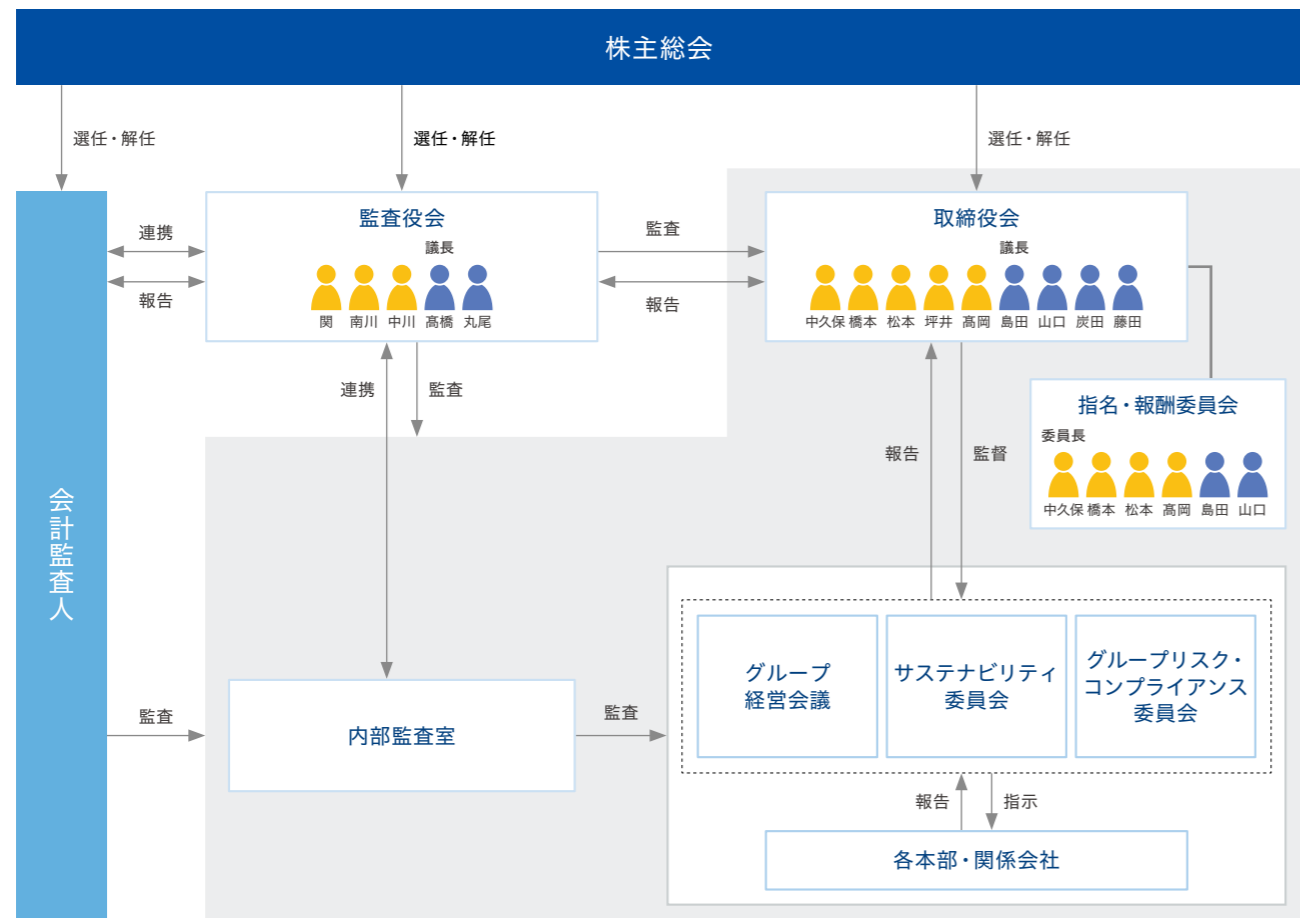 株主総会
選任・解任
選任・解任
選任・解任
会計監査人
連携
報告
監査役会
議長
関 南川 中川 髙橋 丸尾
監査
報告
取締役会
議長
中久保 橋本 松本 坪井 髙岡 島田 山口 炭田 藤田
連携
監査
指名・報酬委員会
委員長
中久保 橋本 松本 髙岡 島田 山口
報告
監督
監査
内部監査室
監査
グループ
経営会議
サステナビリティ
委員会
グループリスク・
コンプライアンス
委員会
報告
指示
各本部・関係会社